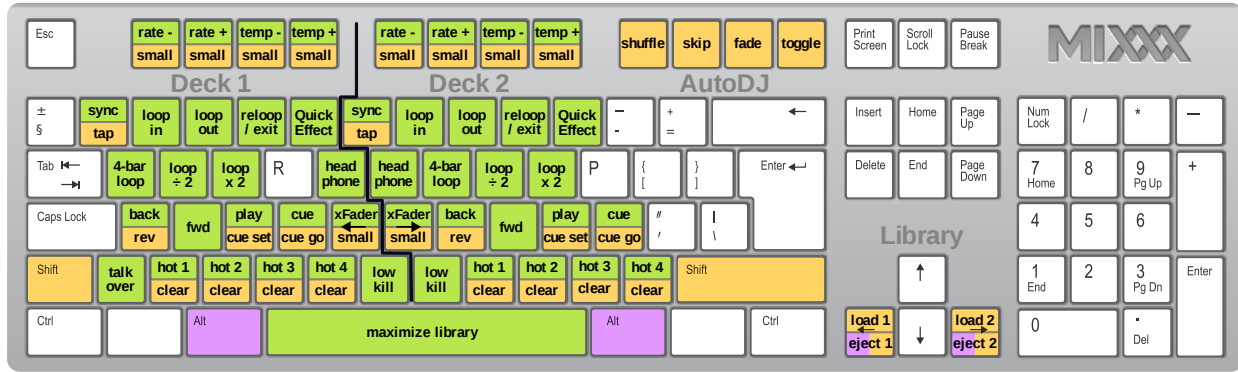 Esc
rate - rate + temp - temp +
small small small small
rate - rate + temp - temp +
small small small small
shuffle skip fade toggle
Print Screen
Scroll Lock
Pause Break
MIXXX
Deck 1 Deck 2 AutoDJ
±
§
sync
tap
loop in
loop out
reloop / exit
Quick Effect
sync
tap
loop in
loop out
reloop / exit
Quick Effect
–
-
+
=
←
Insert Home Page Up
Num Lock
/ * —
Tab
4-bar loop
loop ÷ 2
loop x 2
R
head phone
head phone
4-bar loop
loop ÷ 2
loop x 2
P
{
[
}
]
Enter
Delete End Page Down
7
Home
8
9
Pg Up
+
Caps Lock
back
rev
fwd
play
cue set
cue
cue go
xFader
←
small
xFader
→
small
back
rev
fwd
play
cue set
cue
cue go
"
'
|
\
Library
4 5 6
Shift
talk over
hot 1 hot 2 hot 3 hot 4
clear clear clear clear
low kill
low kill
hot 1 hot 2 hot 3 hot 4
clear clear clear clear
Shift
↑
1
End
2
3
Pg Dn
Enter
Ctrl
Alt
maximize library
Alt
Ctrl
load 1
←
eject 1
↓
load 2
→
eject 2
0
.
Del